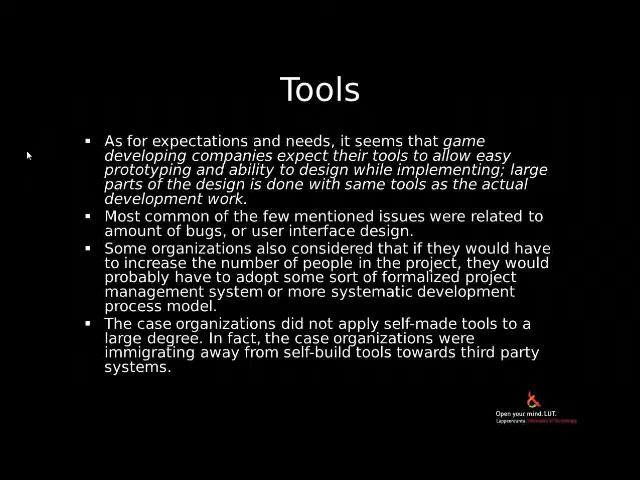 Tools
▪ As for expectations and needs, it seems that game
developing companies expect their tools to allow easy
prototyping and ability to design while implementing; large
parts of the design is done with same tools as the actual
development work.
▪ Most common of the few mentioned issues were related to
amount of bugs, or user interface design.
▪ Some organizations also considered that if they would have
to increase the number of people in the project, they would
probably have to adopt some sort of formalized project
management system or more systematic development
process model.
▪ The case organizations did not apply self-made tools to a
large degree. In fact, the case organizations were
immigrating away from self-build tools towards third party
systems.
Open your mind. LUT.
Lappeenranta University of Technology